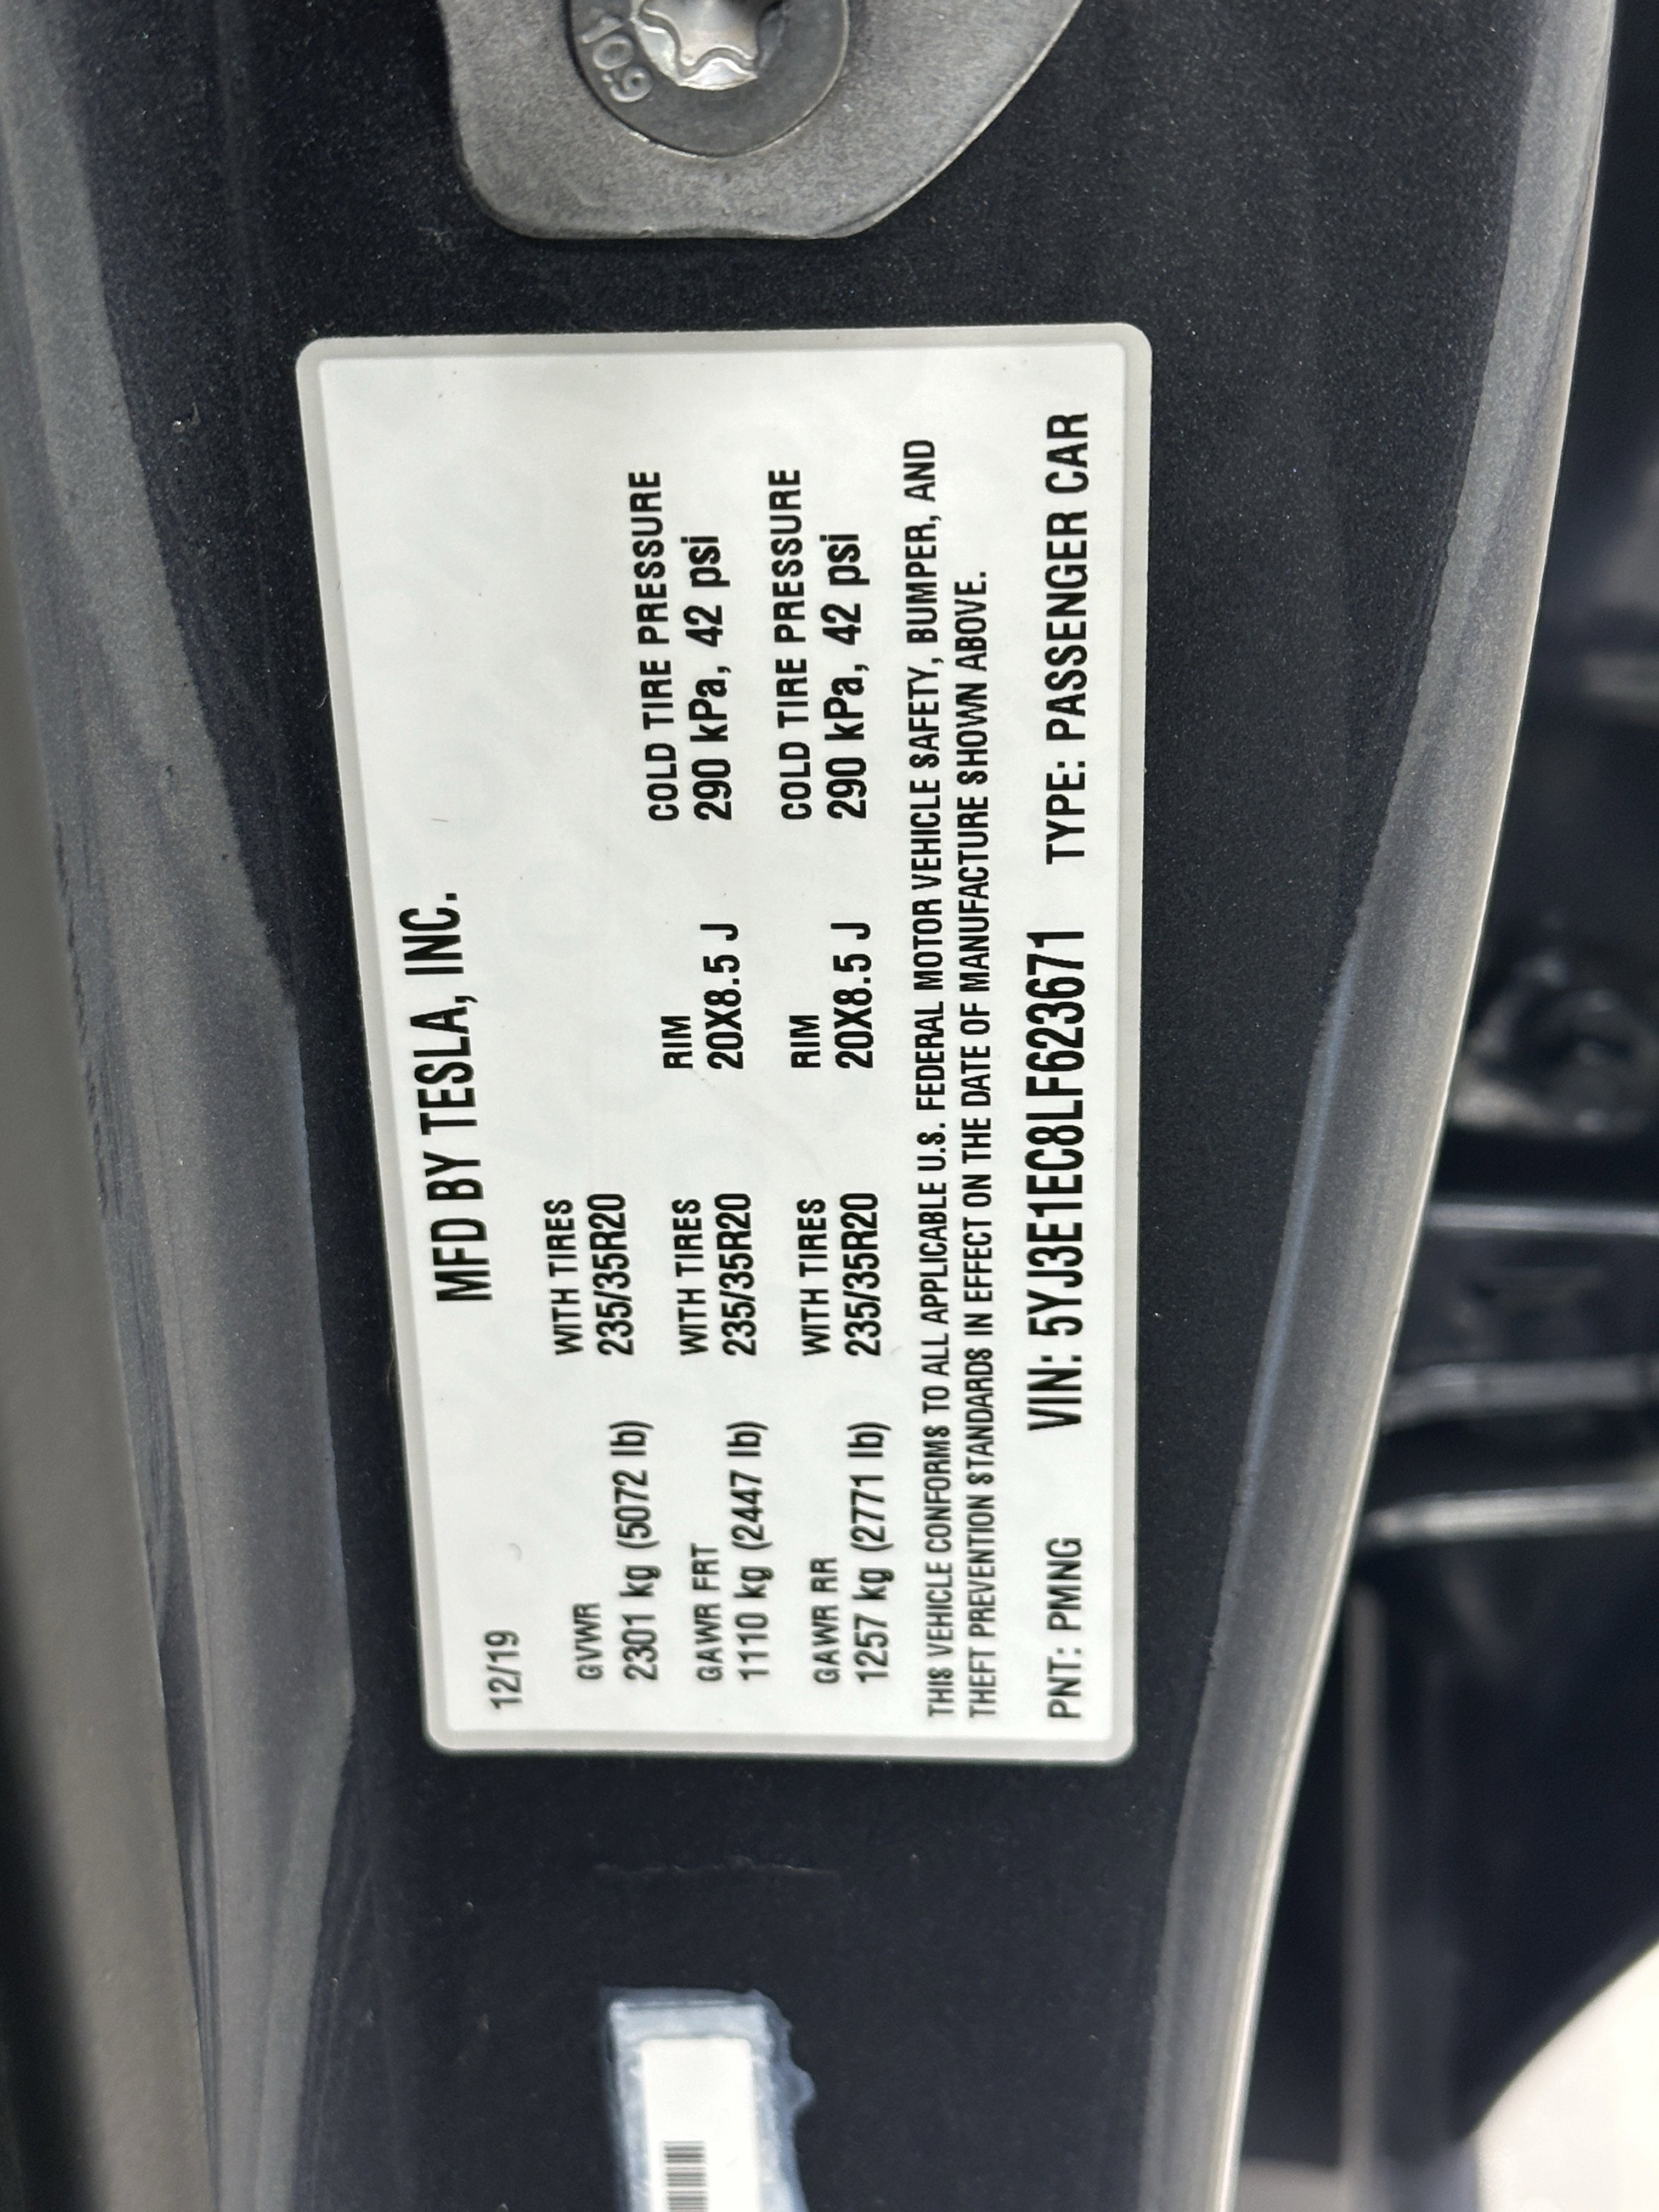 10.9
MFD BY TESLA, INC.
12/19
GVWR WITH TIRES
2301 kg (5072 lb) 235/35R20
GAWR FRT WITH TIRES RIM COLD TIRE PRESSURE
1110 kg (2447 lb) 235/35R20 20X8.5 J 290 kPa, 42 psi
GAWR RR WITH TIRES RIM COLD TIRE PRESSURE
1257 kg (2771 lb) 235/35R20 20X8.5 J 290 kPa, 42 psi
THIS VEHICLE CONFORMS TO ALL APPLICABLE U.S. FEDERAL MOTOR VEHICLE SAFETY, BUMPER, AND
THEFT PREVENTION STANDARDS IN EFFECT ON THE DATE OF MANUFACTURE SHOWN ABOVE.
PNT: PMNG VIN: 5YJ3E1EC8LF623671 TYPE: PASSENGER CAR